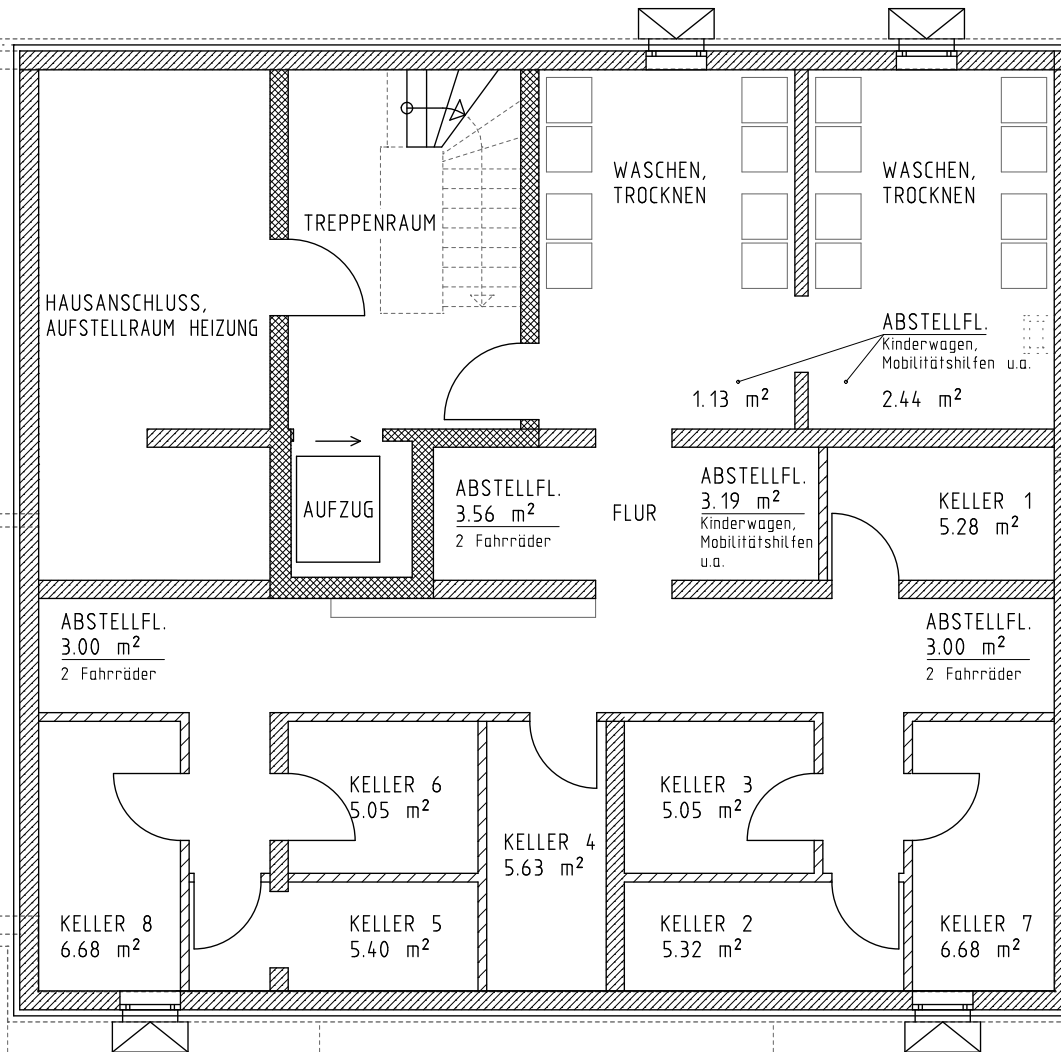 WASCHEN,
TROCKNEN
WASCHEN,
TROCKNEN
TREPPENRAUM
HAUSANSCHLUSS,
AUFSTELLRAUM HEIZUNG
ABSTELLFL.
Kinderwagen,
Mobilitätshilfen u.a.
1.13 m²
2.44 m²
AUFZUG
ABSTELLFL.
3.56 m²
2 Fahrräder
FLUR
ABSTELLFL.
3.19 m²
Kinderwagen,
Mobilitätshilfen
u.a.
KELLER 1
5.28 m²
ABSTELLFL.
3.00 m²
2 Fahrräder
ABSTELLFL.
3.00 m²
2 Fahrräder
KELLER 6
5.05 m²
KELLER 3
5.05 m²
KELLER 4
5.63 m²
KELLER 8
6.68 m²
KELLER 5
5.40 m²
KELLER 2
5.32 m²
KELLER 7
6.68 m²